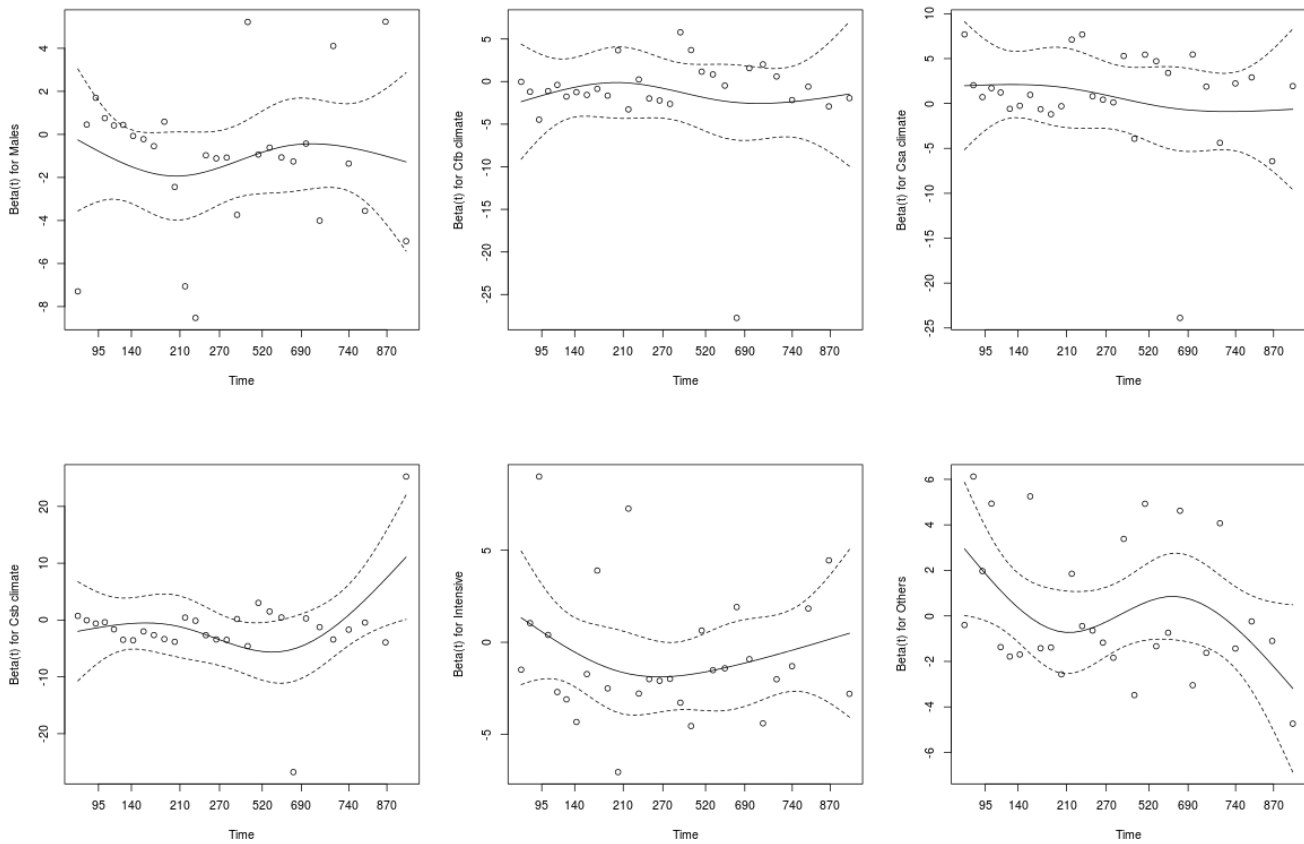 4
2
0
-2
-4
-6
-8
Beta(t) for Males
95 140 210 270 520 690 740 870
Time
5
0
-5
-10
-15
-20
-25
Beta(t) for Cfb climate
95 140 210 270 520 690 740 870
Time
10
5
0
-5
-10
-15
-20
-25
Beta(t) for Csa climate
95 140 210 270 520 690 740 870
Time
20
10
0
-10
-20
Beta(t) for Csb climate
95 140 210 270 520 690 740 870
Time
5
0
-5
Beta(t) for Intensive
95 140 210 270 520 690 740 870
Time
6
4
2
0
-2
-4
-6
Beta(t) for Others
95 140 210 270 520 690 740 870
Time